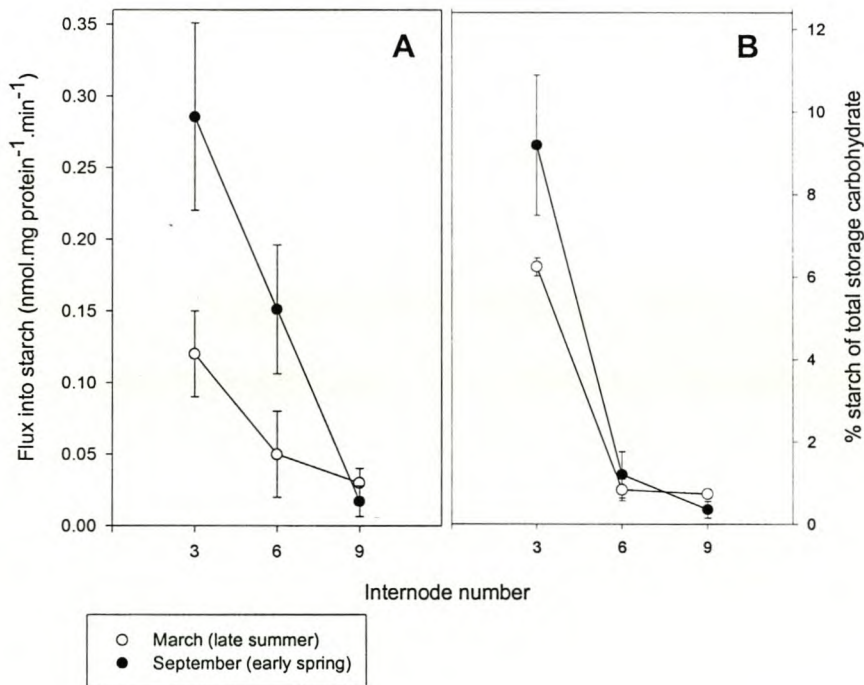 A
B
Flux into starch (nmol.mg protein⁻¹.min⁻¹)
0.35
0.30
0.25
0.20
0.15
0.10
0.05
0.00
3 6 9
3 6 9
12
10
8
6
4
2
0
% starch of total storage carbohydrate
Internode number
March (late summer)
September (early spring)